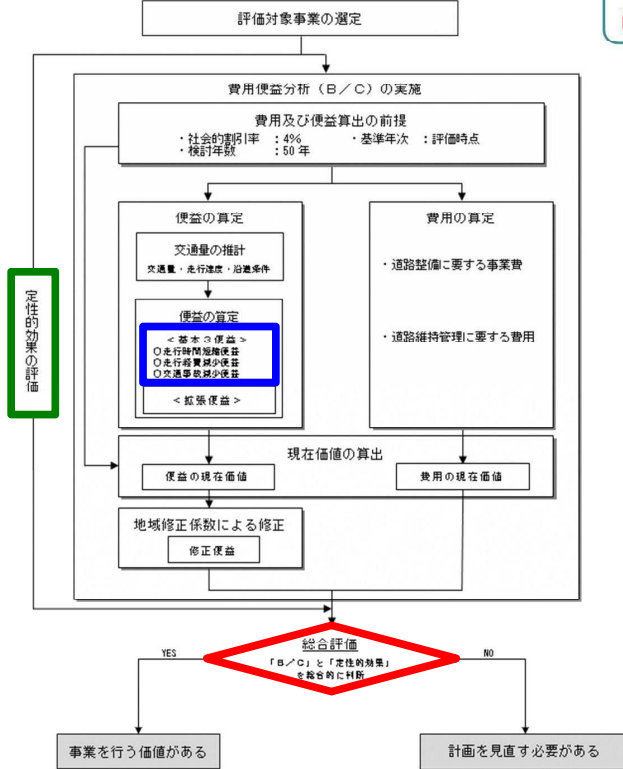 評価対象事業の選定
費用便益分析（B／C）の実施
費用及び便益算出の前提
・社会的割引率　：4%　・基準年次　：評価時点
・検討年数　：50年
便益の算定
交通量の推計
交通量・走行速度・沿道条件
便益の算定
＜基本３便益＞
○走行時間短縮便益
○走行経費減少便益
○交通事故減少便益
＜拡張便益＞
費用の算定
・道路整備に要する事業費
・道路維持管理に要する費用
定性的効果の評価
現在価値の算出
便益の現在価値
費用の現在価値
地域修正係数による修正
修正便益
総合評価
「B／C」と「定性的効果」
を総合的に判断
YES
NO
事業を行う価値がある
計画を見直す必要がある